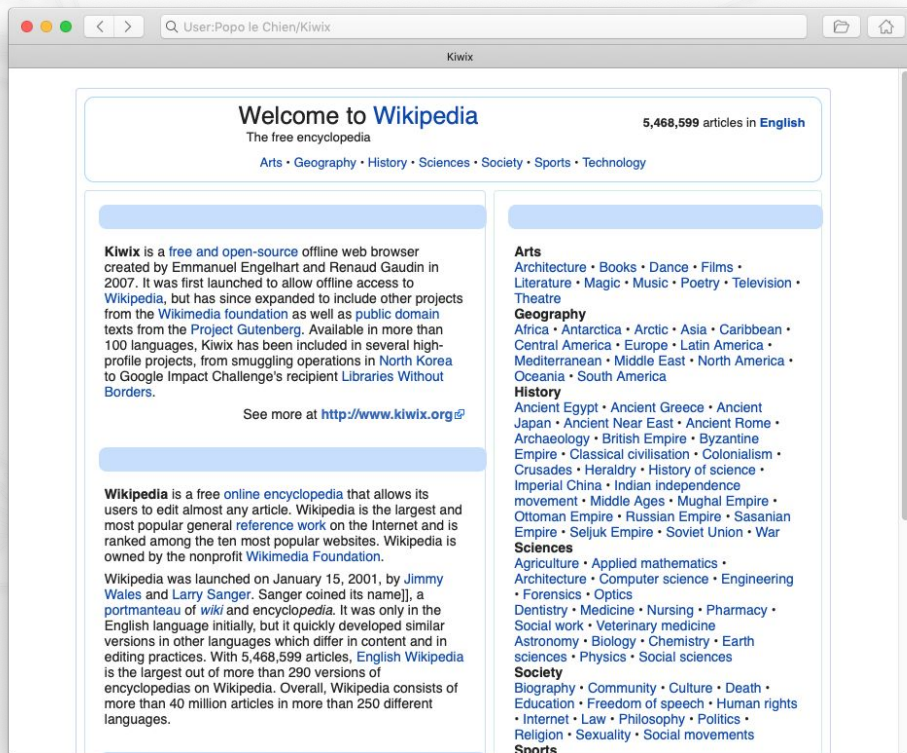 User:Popo le Chien/Kiwix
Kiwix
Welcome to Wikipedia
The free encyclopedia
5,468,599 articles in English
Arts • Geography • History • Sciences • Society • Sports • Technology
Kiwix is a free and open-source offline web browser
created by Emmanuel Engelhart and Renaud Gaudin in
2007. It was first launched to allow offline access to
Wikipedia, but has since expanded to include other projects
from the Wikimedia foundation as well as public domain
texts from the Project Gutenberg. Available in more than
100 languages, Kiwix has been included in several high-
profile projects, from smuggling operations in North Korea
to Google Impact Challenge's recipient Libraries Without
Borders.
See more at http://www.kiwix.org
Wikipedia is a free online encyclopedia that allows its
users to edit almost any article. Wikipedia is the largest and
most popular general reference work on the Internet and is
ranked among the ten most popular websites. Wikipedia is
owned by the nonprofit Wikimedia Foundation.
Wikipedia was launched on January 15, 2001, by Jimmy
Wales and Larry Sanger. Sanger coined its name]], a
portmanteau of wiki and encyclopedia. It was only in the
English language initially, but it quickly developed similar
versions in other languages which differ in content and in
editing practices. With 5,468,599 articles, English Wikipedia
is the largest out of more than 290 versions of
encyclopedias on Wikipedia. Overall, Wikipedia consists of
more than 40 million articles in more than 250 different
languages.
Arts
Architecture • Books • Dance • Films •
Literature • Magic • Music • Poetry • Television •
Theatre
Geography
Africa • Antarctica • Arctic • Asia • Caribbean •
Central America • Europe • Latin America •
Mediterranean • Middle East • North America •
Oceania • South America
History
Ancient Egypt • Ancient Greece • Ancient
Japan • Ancient Near East • Ancient Rome •
Archaeology • British Empire • Byzantine
Empire • Classical civilisation • Colonialism •
Crusades • Heraldry • History of science •
Imperial China • Indian independence
movement • Middle Ages • Mughal Empire •
Ottoman Empire • Russian Empire • Sasanian
Empire • Seljuk Empire • Soviet Union • War
Sciences
Agriculture • Applied mathematics •
Architecture • Computer science • Engineering
• Forensics • Optics
Dentistry • Medicine • Nursing • Pharmacy •
Social work • Veterinary medicine
Astronomy • Biology • Chemistry • Earth
sciences • Physics • Social sciences
Society
Biography • Community • Culture • Death •
Education • Freedom of speech • Human rights
• Internet • Law • Philosophy • Politics •
Religion • Sexuality • Social movements
Sports